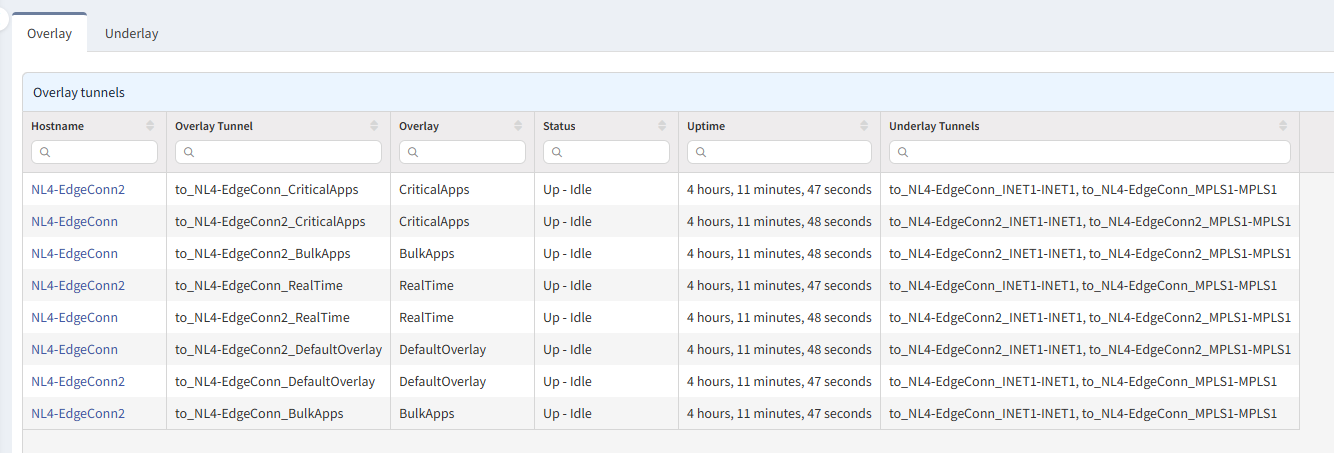 Overlay Underlay
Overlay tunnels
Hostname Overlay Tunnel Overlay Status Uptime Underlay Tunnels
NL4-EdgeConn2 to_NL4-EdgeConn_CriticalApps CriticalApps Up - Idle 4 hours, 11 minutes, 47 seconds to_NL4-EdgeConn_INET1-INET1, to_NL4-EdgeConn_MPLS1-MPLS1
NL4-EdgeConn to_NL4-EdgeConn2_CriticalApps CriticalApps Up - Idle 4 hours, 11 minutes, 48 seconds to_NL4-EdgeConn2_INET1-INET1, to_NL4-EdgeConn2_MPLS1-MPLS1
NL4-EdgeConn to_NL4-EdgeConn2_BulkApps BulkApps Up - Idle 4 hours, 11 minutes, 48 seconds to_NL4-EdgeConn2_INET1-INET1, to_NL4-EdgeConn2_MPLS1-MPLS1
NL4-EdgeConn2 to_NL4-EdgeConn_RealTime RealTime Up - Idle 4 hours, 11 minutes, 47 seconds to_NL4-EdgeConn_INET1-INET1, to_NL4-EdgeConn_MPLS1-MPLS1
NL4-EdgeConn to_NL4-EdgeConn2_RealTime RealTime Up - Idle 4 hours, 11 minutes, 48 seconds to_NL4-EdgeConn2_INET1-INET1, to_NL4-EdgeConn2_MPLS1-MPLS1
NL4-EdgeConn to_NL4-EdgeConn2_DefaultOverlay DefaultOverlay Up - Idle 4 hours, 11 minutes, 48 seconds to_NL4-EdgeConn2_INET1-INET1, to_NL4-EdgeConn2_MPLS1-MPLS1
NL4-EdgeConn2 to_NL4-EdgeConn_DefaultOverlay DefaultOverlay Up - Idle 4 hours, 11 minutes, 47 seconds to_NL4-EdgeConn_INET1-INET1, to_NL4-EdgeConn_MPLS1-MPLS1
NL4-EdgeConn2 to_NL4-EdgeConn_BulkApps BulkApps Up - Idle 4 hours, 11 minutes, 47 seconds to_NL4-EdgeConn_INET1-INET1, to_NL4-EdgeConn_MPLS1-MPLS1